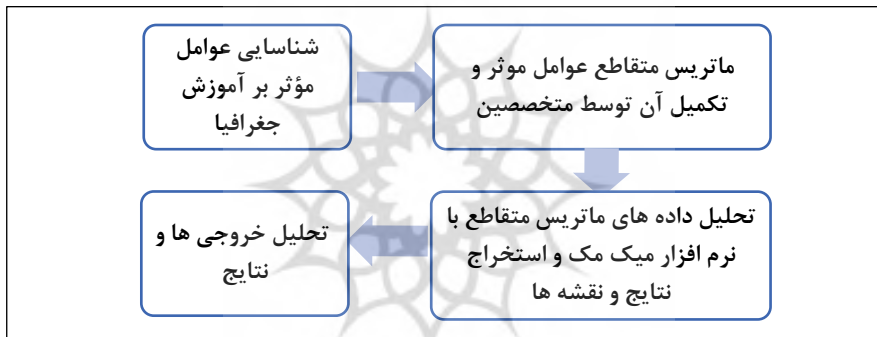 شناسایی عوامل
مؤثر بر آموزش
جغرافیا
ماتریس متقاطع عوامل موثر و
تکمیل آن توسط متخصصین
تحلیل داده های ماتریس متقاطع با
نرم افزار میک مک و استخراج
نتایج و نقشه ها
تحلیل خروجی ها و
نتایج